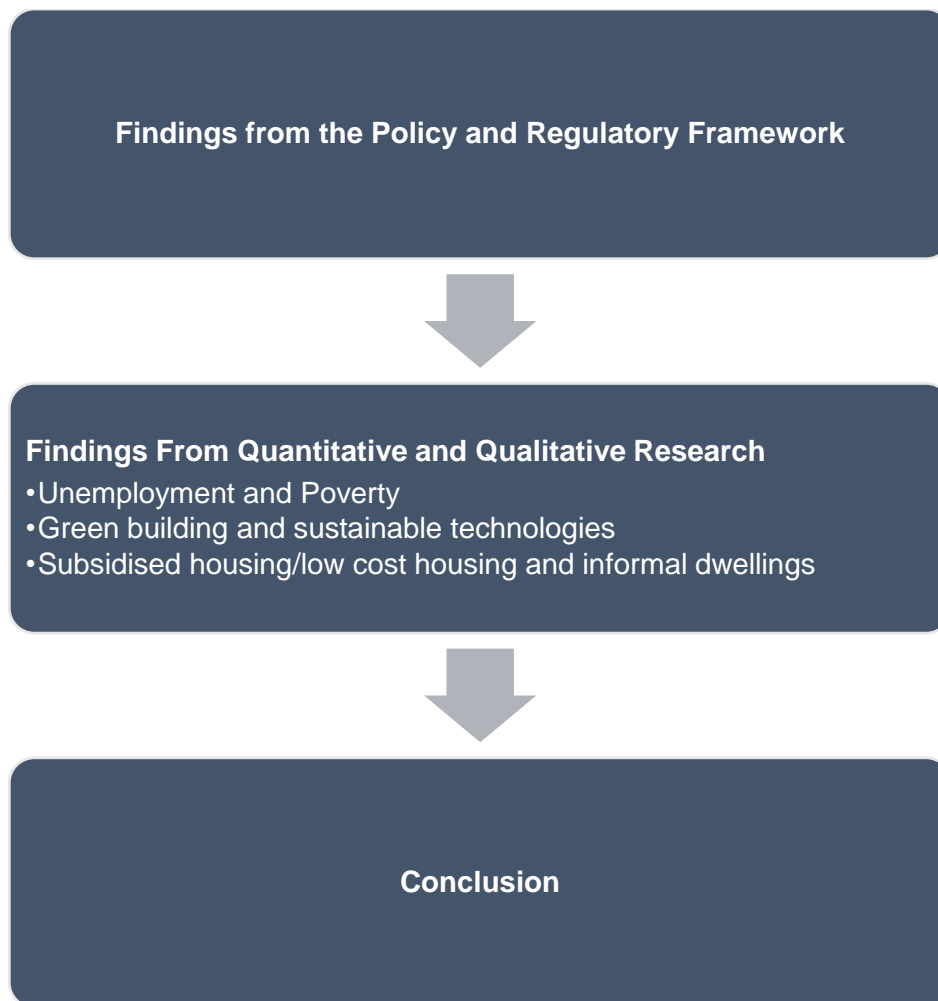 Findings from the Policy and Regulatory Framework
Findings From Quantitative and Qualitative Research
•Unemployment and Poverty
•Green building and sustainable technologies
•Subsidised housing/low cost housing and informal dwellings
Conclusion